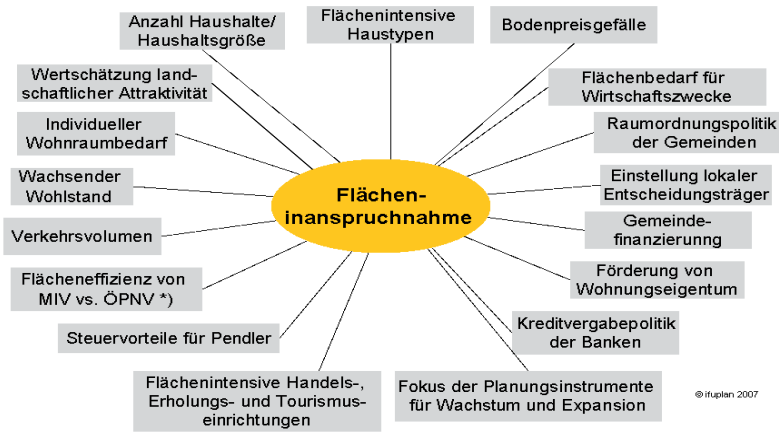 Anzahl Haushalte/
Haushaltsgröße
Flächenintensive
Haustypen
Bodenpreisgefälle
Wertschätzung land-
schaftlicher Attraktivität
Flächenbedarf für
Wirtschaftszwecke
Individueller
Wohnraumbedarf
Raumordnungspolitik
der Gemeinden
Wachsender
Wohlstand
Flächen-
inanspruchnahme
Einstellung lokaler
Entscheidungsträger
Verkehrsvolumen
Gemeinde-
finanzierunng
Flächeneffizienz von
MIV vs. ÖPNV *)
Förderung von
Wohnungseigentum
Steuervorteile für Pendler
Kreditvergabepolitik
der Banken
Flächenintensive Handels-,
Erholungs- und Tourismus-
einrichtungen
Fokus der Planungsinstrumente
für Wachstum und Expansion
© ifuplan 2007